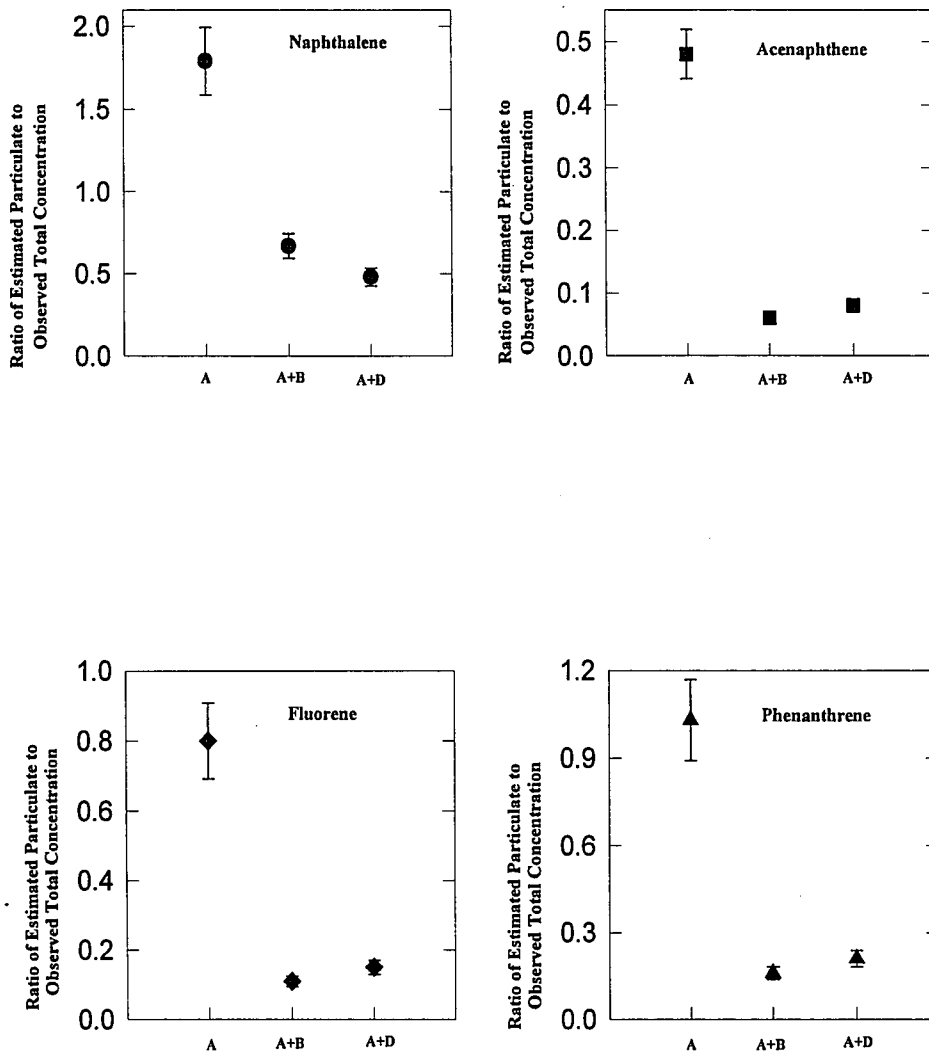 Naphthalene
Ratio of Estimated Particulate to
Observed Total Concentration
2.0
1.5
1.0
0.5
0.0
A A+B A+D
Acenaphthene
Ratio of Estimated Particulate to
Observed Total Concentration
0.5
0.4
0.3
0.2
0.1
0.0
A A+B A+D
Fluorene
Ratio of Estimated Particulate to
Observed Total Concentration
1.0
0.8
0.6
0.4
0.2
0.0
A A+B A+D
Phenanthrene
Ratio of Estimated Particulate to
Observed Total Concentration
1.2
0.9
0.6
0.3
0.0
A A+B A+D